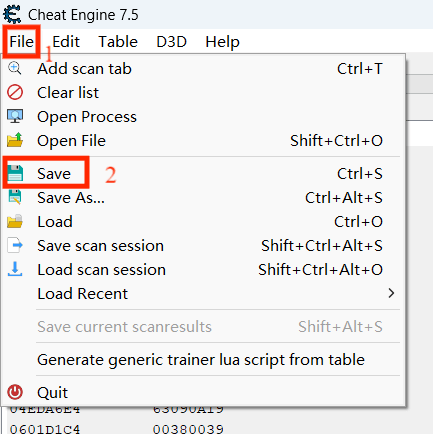 Cheat Engine 7.5
File Edit Table D3D Help
1
Add scan tab Ctrl+T
Clear list
Open Process
Open File Shift+Ctrl+O
Save 2 Ctrl+S
Save As... Ctrl+Alt+S
Load Ctrl+O
Save scan session Shift+Ctrl+Alt+S
Load scan session Shift+Ctrl+Alt+O
Load Recent
Save current scanresults Shift+Alt+S
Generate generic trainer lua script from table
Quit
04EDA6E4 63090A19
0601D1C4 00380039